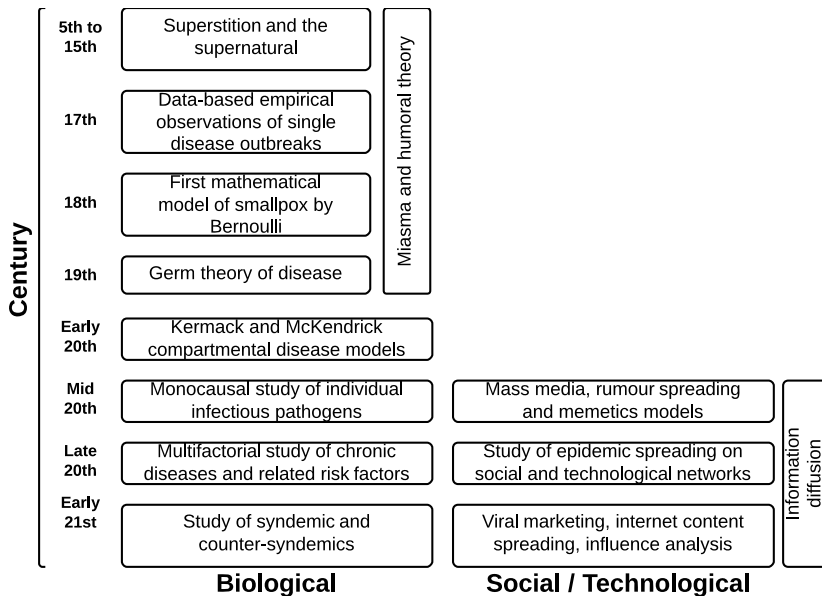 Century
5th to
15th
Superstition and the
supernatural
Miasma and humoral theory
17th
Data-based empirical
observations of single
disease outbreaks
18th
First mathematical
model of smallpox by
Bernoulli
19th
Germ theory of disease
Early
20th
Kermack and McKendrick
compartmental disease models
Mid
20th
Monocausal study of individual
infectious pathogens
Mass media, rumour spreading
and memetics models
Information
diffusion
Late
20th
Multifactorial study of chronic
diseases and related risk factors
Study of epidemic spreading on
social and technological networks
Early
21st
Study of syndemic and
counter-syndemics
Viral marketing, internet content
spreading, influence analysis
Biological
Social / Technological